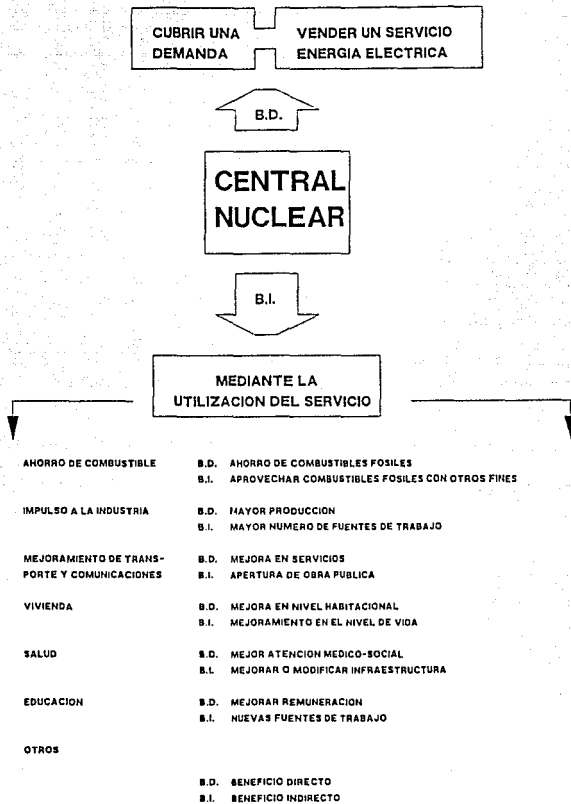 CUBRIR UNA
DEMANDA
VENDER UN SERVICIO
ENERGIA ELECTRICA
B.D.
CENTRAL
NUCLEAR
B.I.
MEDIANTE LA
UTILIZACION DEL SERVICIO
AHORRO DE COMBUSTIBLE B.D. AHORRO DE COMBUSTIBLES FOSILES
B.I. APROVECHAR COMBUSTIBLES FOSILES CON OTROS FINES
IMPULSO A LA INDUSTRIA B.D. MAYOR PRODUCCION
B.I. MAYOR NUMERO DE FUENTES DE TRABAJO
MEJORAMIENTO DE TRANS- B.D. MEJORA EN SERVICIOS
PORTE Y COMUNICACIONES B.I. APERTURA DE OBRA PUBLICA
VIVIENDA B.D. MEJORA EN NIVEL HABITACIONAL
B.I. MEJORAMIENTO EN EL NIVEL DE VIDA
SALUD B.D. MEJOR ATENCION MEDICO-SOCIAL
B.I. MEJORAR O MODIFICAR INFRAESTRUCTURA
EDUCACION B.D. MEJORAR REMUNERACION
B.I. NUEVAS FUENTES DE TRABAJO
OTROS
B.D. BENEFICIO DIRECTO
B.I. BENEFICIO INDIRECTO